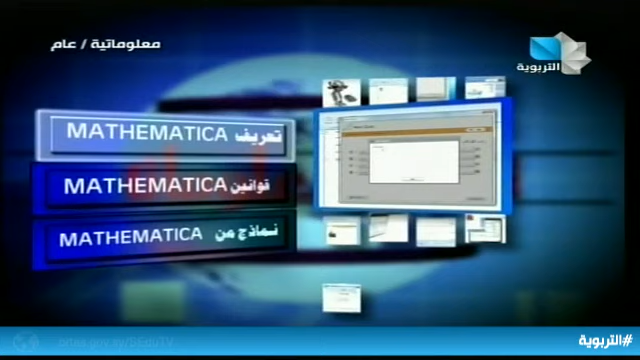 معلوماتية / عام
التربوية
تعريف MATHEMATICA
قوانين MATHEMATICA
نماذج من MATHEMATICA
#التربوية